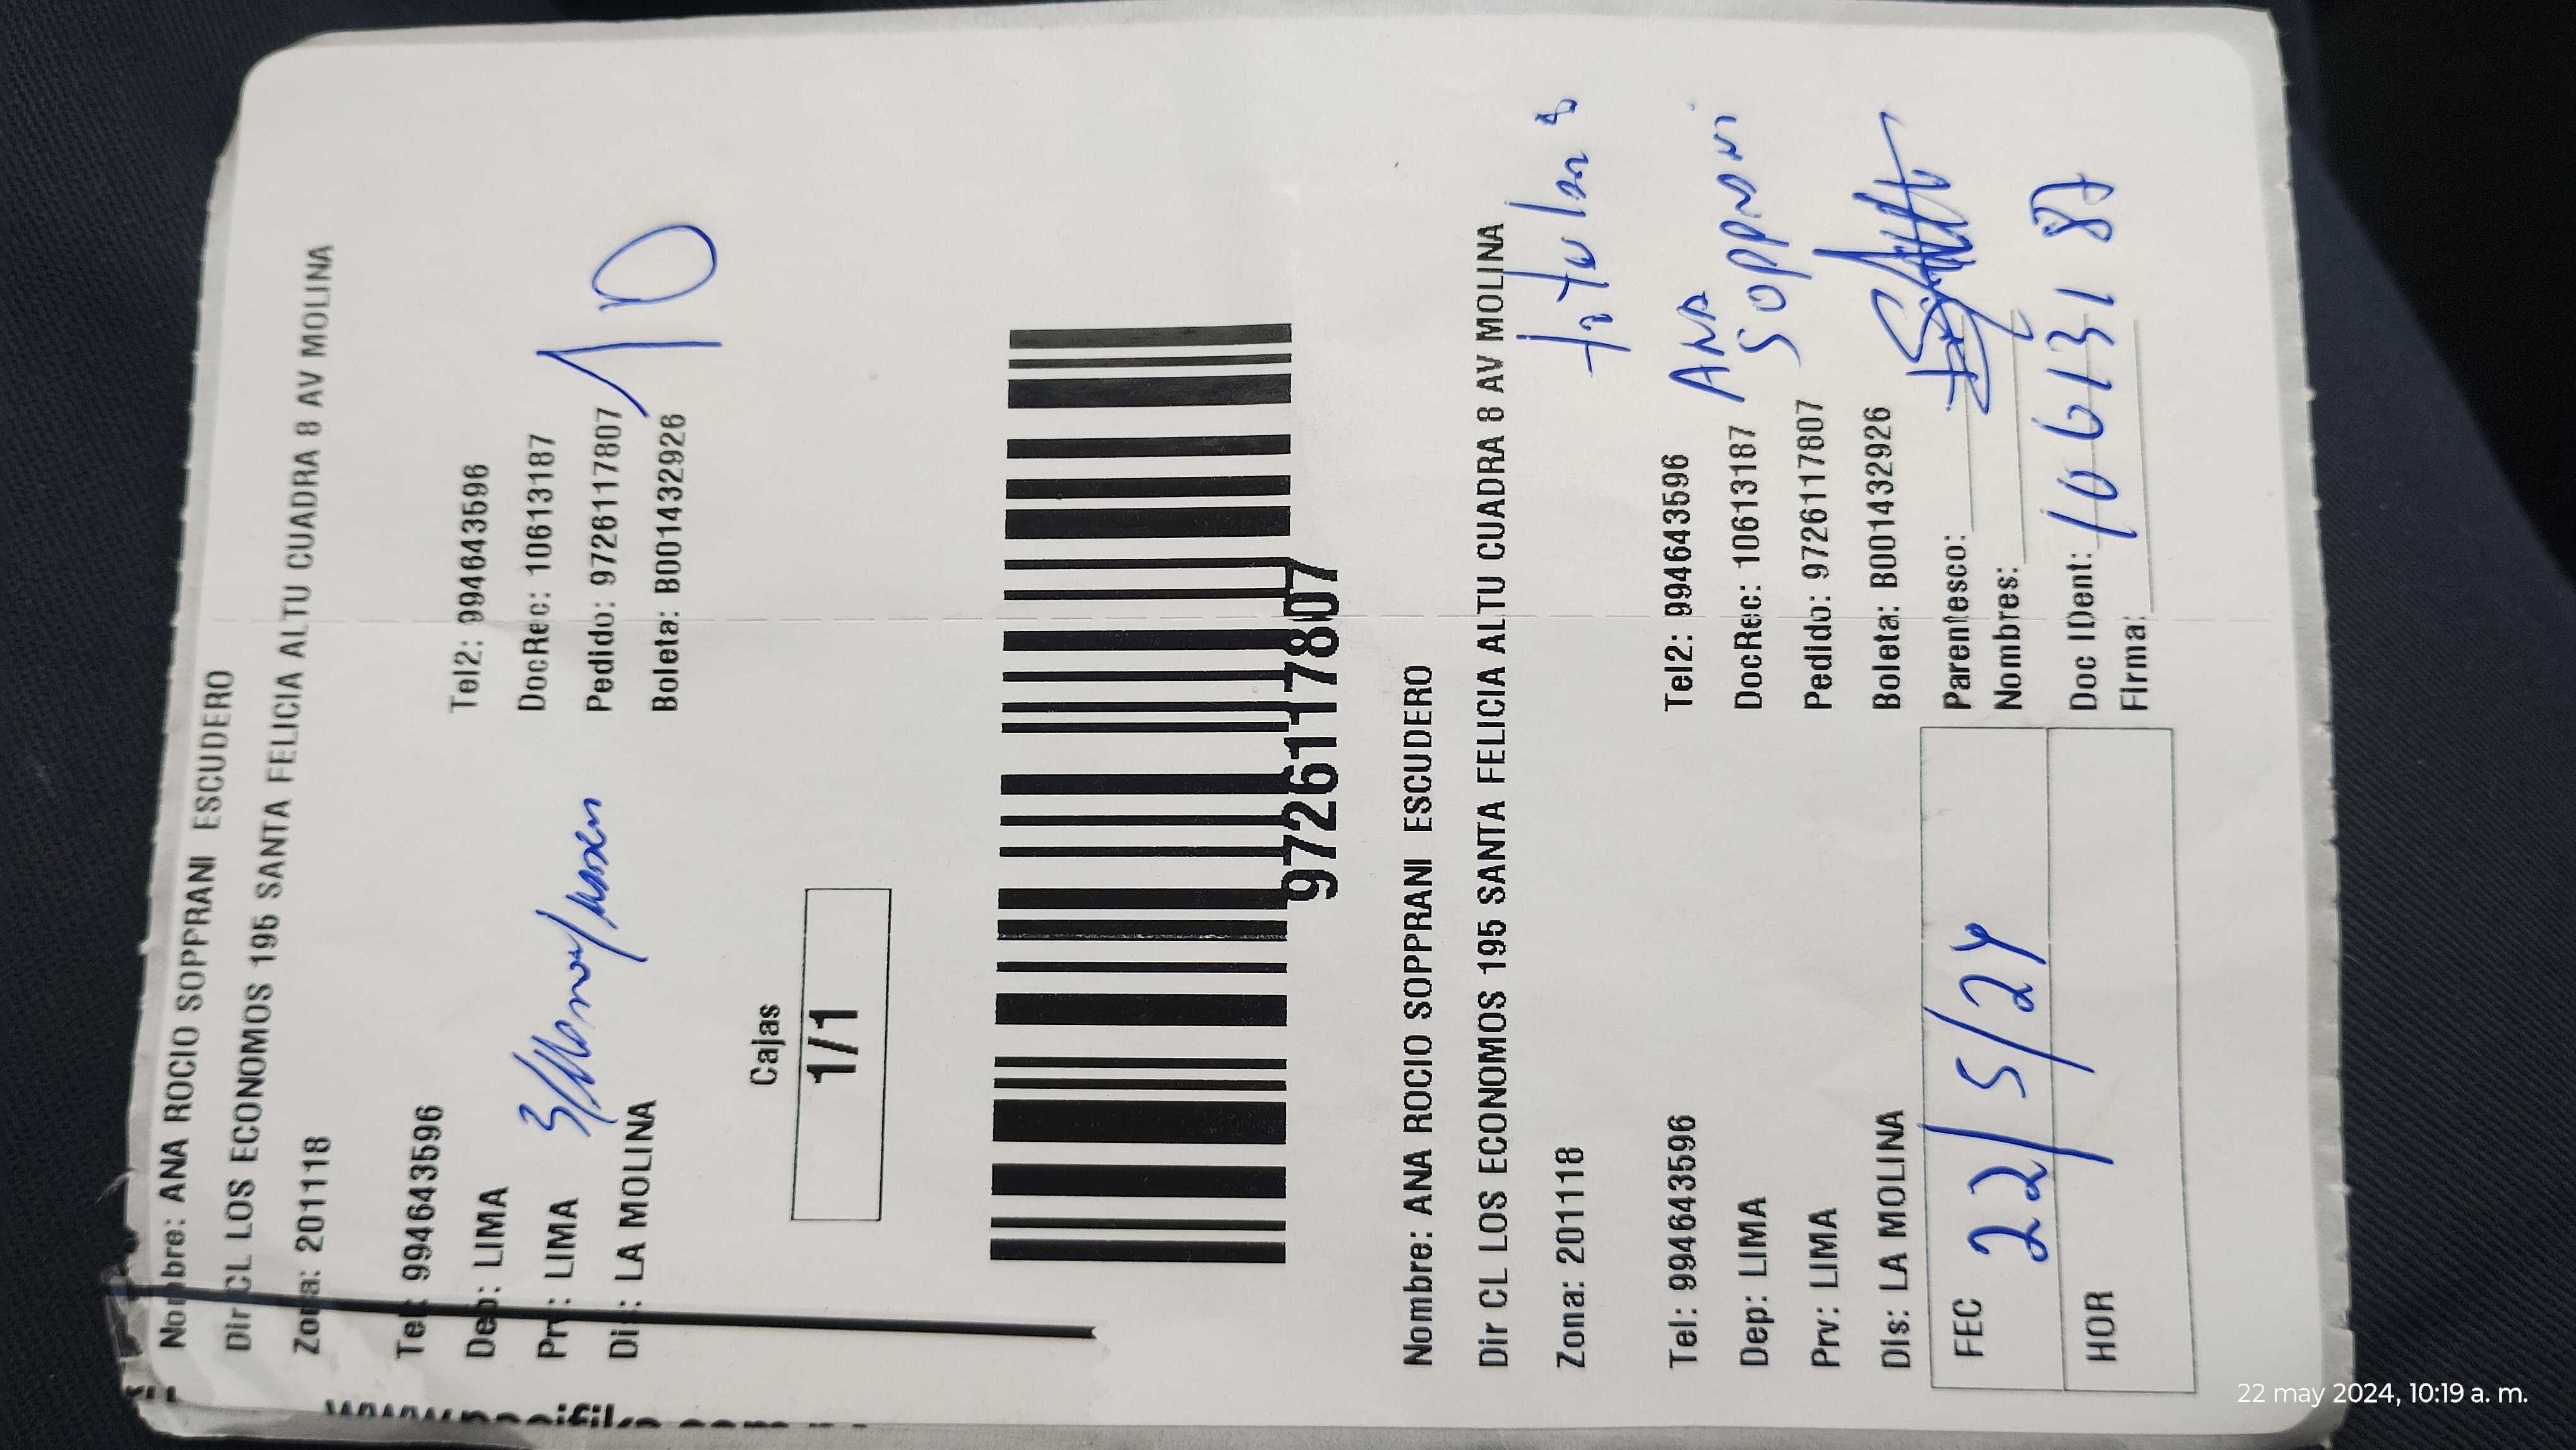 Nombre: ANA ROCIO SOPPRANI ESCUDERO
Dir CL LOS ECONOMOS 195 SANTA FELICIA ALTU CUADRA 8 AV MOLINA
Zona: 201118
Tel: 994643596 Tel2: 994643596
Dep: LIMA DocRec: 10613187
Prv: LIMA Pedido: 97261117807
Dis: LA MOLINA Boleta: B001432926
10
Cajas
1/1
97261117807
Nombre: ANA ROCIO SOPPRANI ESCUDERO
Dir CL LOS ECONOMOS 195 SANTA FELICIA ALTU CUADRA 8 AV MOLINA
Zona: 201118
Titular
Tel: 994643596 Tel2: 994643596
ANA
Dep: LIMA DocRec: 10613187
Sopprani
Prv: LIMA Pedido: 97261117807
Dis: LA MOLINA Boleta: B001432926
FEC 22/5/24 Parentesco:
Nombres:
HOR Doc IDent: 10613187
Firma:
22 may 2024, 10:19 a. m.